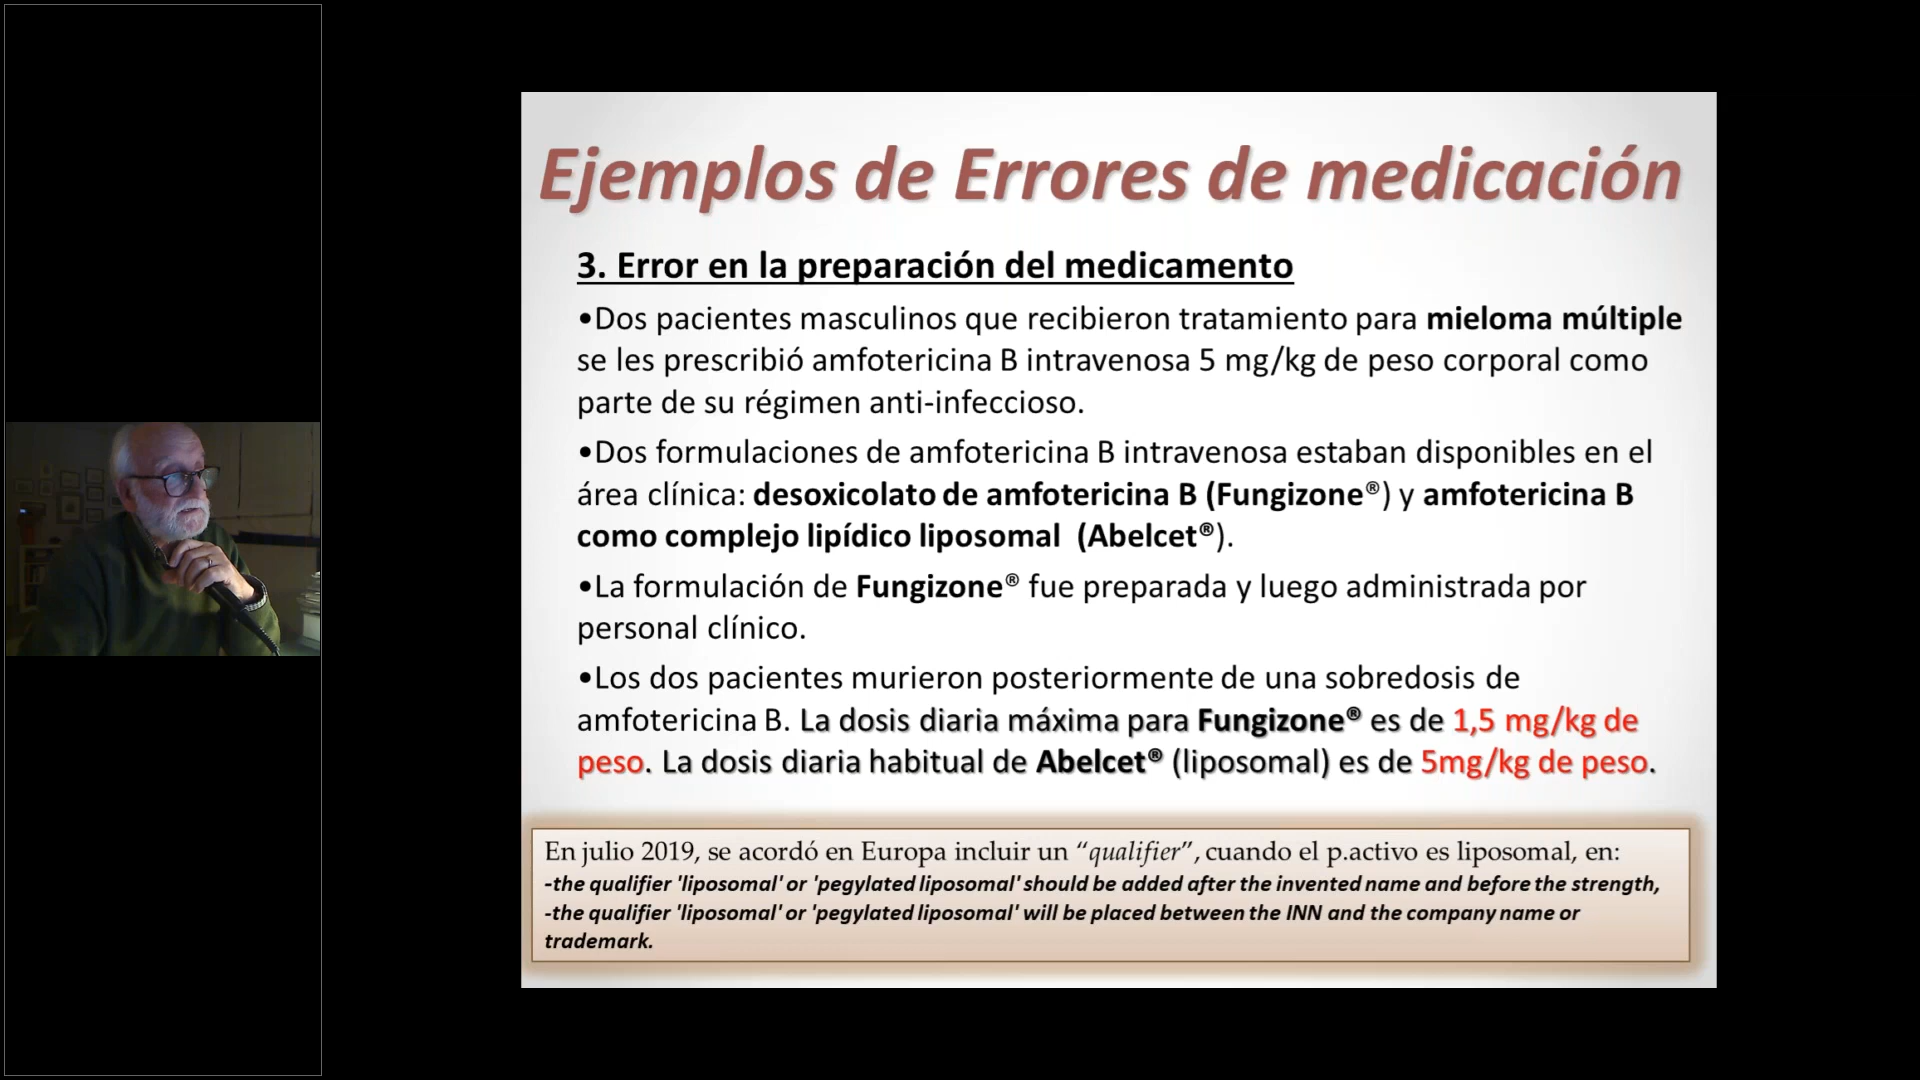 Ejemplos de Errores de medicación
3. Error en la preparación del medicamento
•Dos pacientes masculinos que recibieron tratamiento para mieloma múltiple
se les prescribió amfotericina B intravenosa 5 mg/kg de peso corporal como
parte de su régimen anti-infeccioso.
•Dos formulaciones de amfotericina B intravenosa estaban disponibles en el
área clínica: desoxicolato de amfotericina B (Fungizone®) y amfotericina B
como complejo lipídico liposomal (Abelcet®).
•La formulación de Fungizone® fue preparada y luego administrada por
personal clínico.
•Los dos pacientes murieron posteriormente de una sobredosis de
amfotericina B. La dosis diaria máxima para Fungizone® es de 1,5 mg/kg de
peso. La dosis diaria habitual de Abelcet® (liposomal) es de 5mg/kg de peso.
En julio 2019, se acordó en Europa incluir un “qualifier”, cuando el p.activo es liposomal, en:
-the qualifier 'liposomal' or 'pegylated liposomal' should be added after the invented name and before the strength,
-the qualifier 'liposomal' or 'pegylated liposomal' will be placed between the INN and the company name or
trademark.